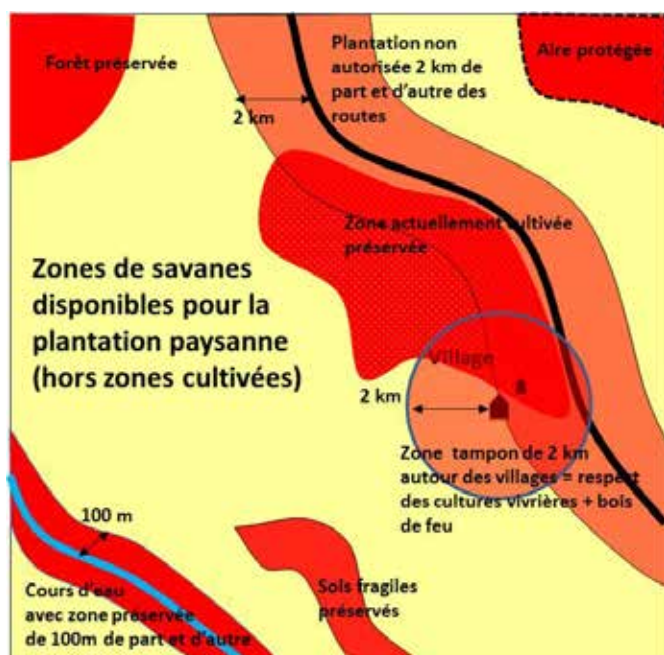 Forêt préservée
Plantation non
autorisée 2 km de
part et d'autre des
routes
Aire protégée
2 km
Zone actuellement cultivée
préservée
Zones de savanes
disponibles pour la
plantation paysanne
(hors zones cultivées)
Village
2 km
Zone tampon de 2 km
autour des villages = respect
des cultures vivrières + bois
de feu
100 m
Cours d'eau
avec zone préservée
de 100m de part et d'autre
Sols fragiles
préservés